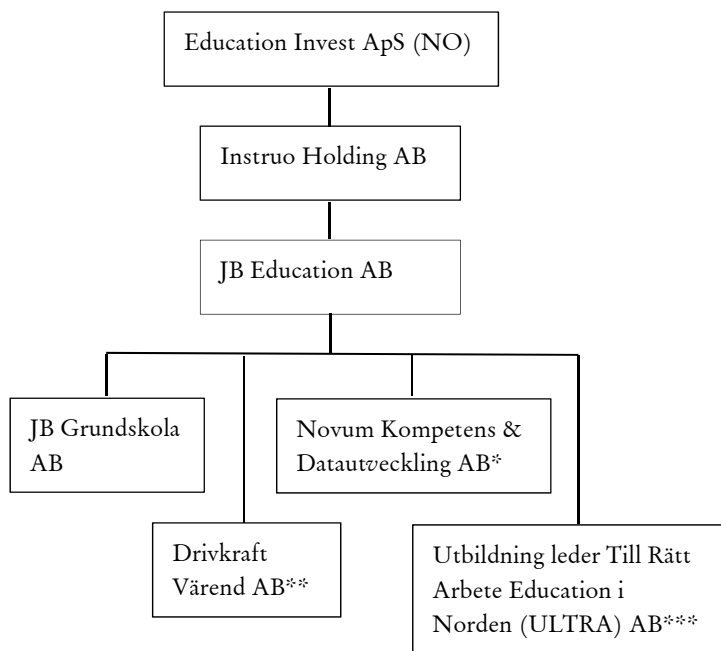 Education Invest ApS (NO)
Instruo Holding AB
JB Education AB
JB Grundskola
AB
Novum Kompetens &
Datautveckling AB*
Drivkraft
Värend AB**
Utbildning leder Till Rätt
Arbete Education i
Norden (ULTRA) AB***